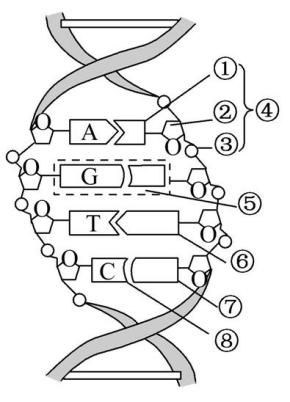 ①
A ② ④
③
G
⑤
T
⑥
C
⑦
⑧